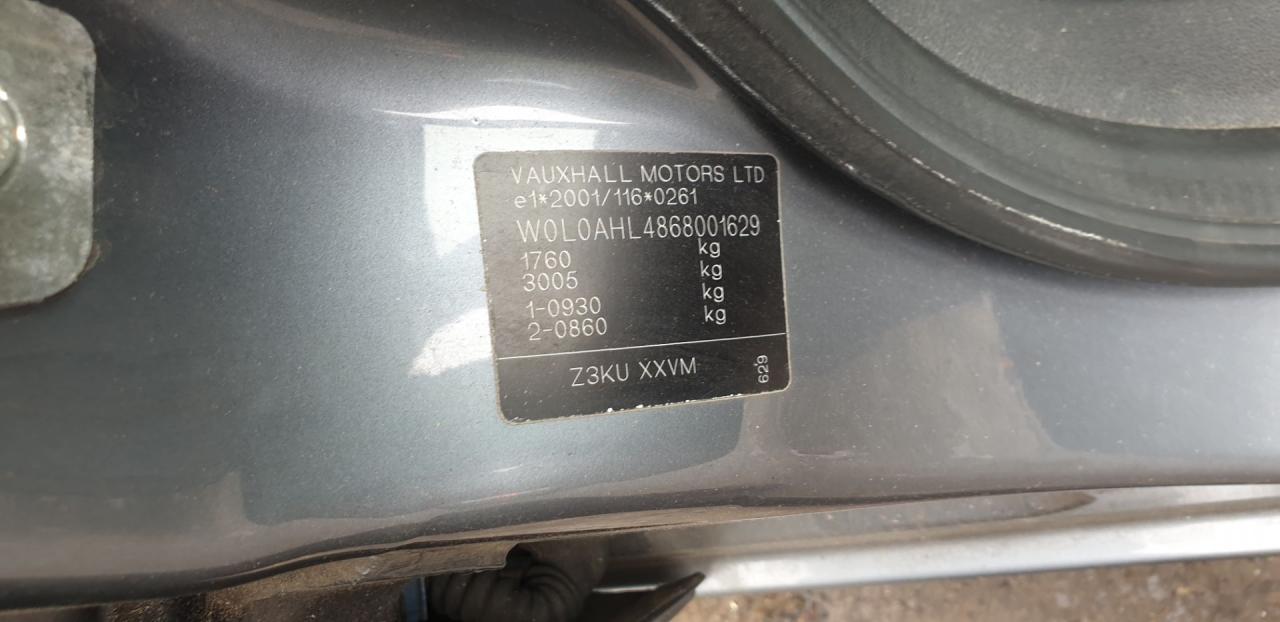 VAUXHALL MOTORS LTD
e1*2001/116*0261
W0L0AHL4868001629
1760 kg
3005 kg
1-0930 kg
2-0860 kg
Z3KU XXVM 629